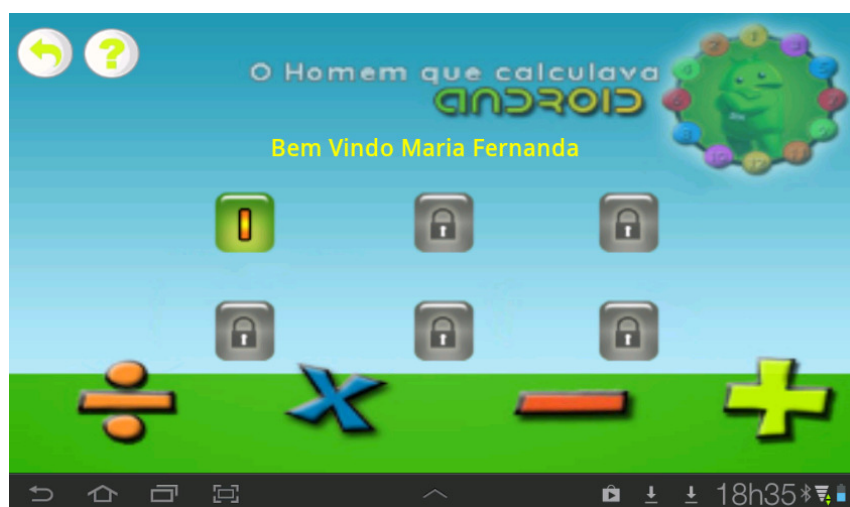 ?
O Homem que calculava
ANDROID
Bem Vindo Maria Fernanda
1
18h35